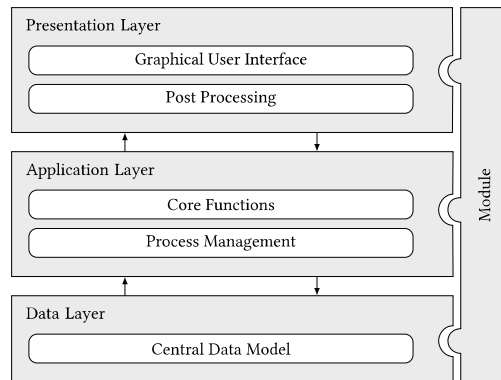 Presentation Layer
Graphical User Interface
Post Processing
Application Layer
Core Functions
Process Management
Data Layer
Central Data Model
Module